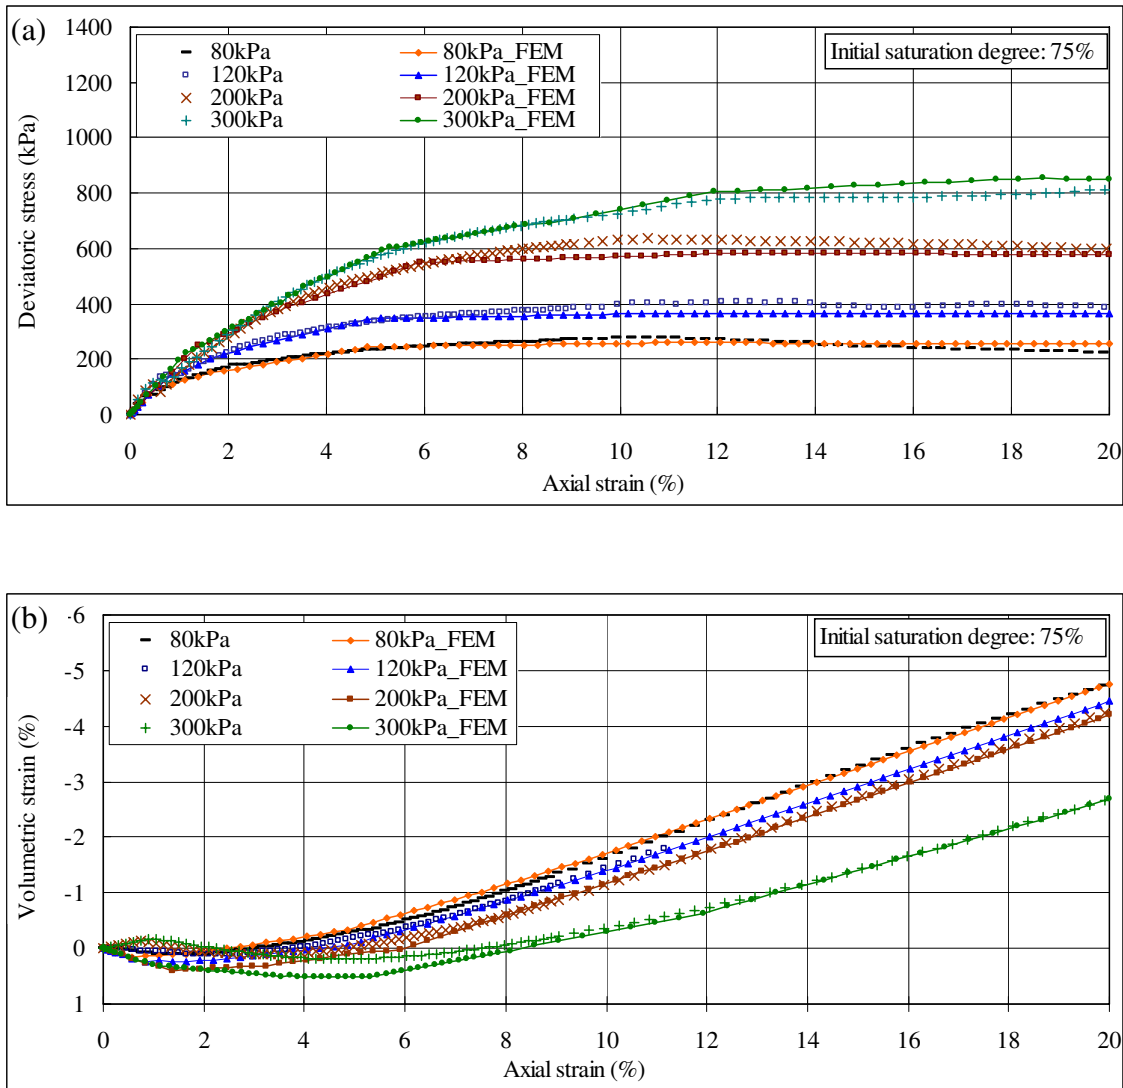 (a)
1400
1200
1000
800
600
400
200
0
Deviatoric stress (kPa)
80kPa 80kPa_FEM
120kPa 120kPa_FEM
200kPa 200kPa_FEM
300kPa 300kPa_FEM
Initial saturation degree: 75%
0 2 4 6 8 10 12 14 16 18 20
Axial strain (%)
(b)
-6
-5
-4
-3
-2
-1
0
1
Volumetric strain (%)
80kPa 80kPa_FEM
120kPa 120kPa_FEM
200kPa 200kPa_FEM
300kPa 300kPa_FEM
Initial saturation degree: 75%
0 2 4 6 8 10 12 14 16 18 20
Axial strain (%)